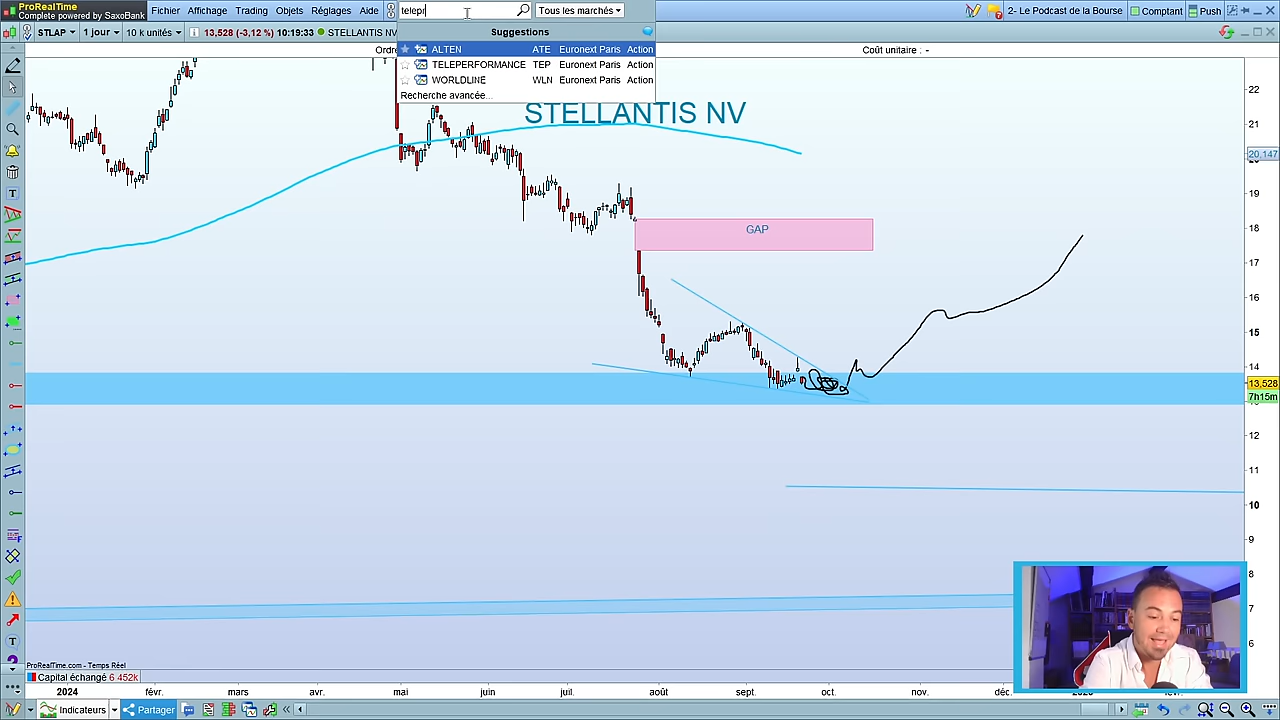 ProRealTime
Complete powered by SaxoBank
Fichier Affichage Trading Objets Réglages Aide telepr Tous les marchés 2- Le Podcast de la Bourse Comptant Push
STLAP 1 jour 10 k unités 13,528 (-3,12 %) 10:19:33 STELLANTIS NV
Suggestions
Ordre
Coût unitaire : -
ALTEN ATE Euronext Paris Action
TELEPERFORMANCE TEP Euronext Paris Action
WORLDLINE WLN Euronext Paris Action
Recherche avancée...
STELLANTIS NV
22
21
20,147
19
18
GAP
17
16
15
14
13,528
7h15m
12
11
10
9
8
7
6
ProRealTime.com - Temps Réel
Capital échangé 6 452k
2024 févr. mars avr. mai juin juil. août sept. oct. nov.
Indicateurs Partager